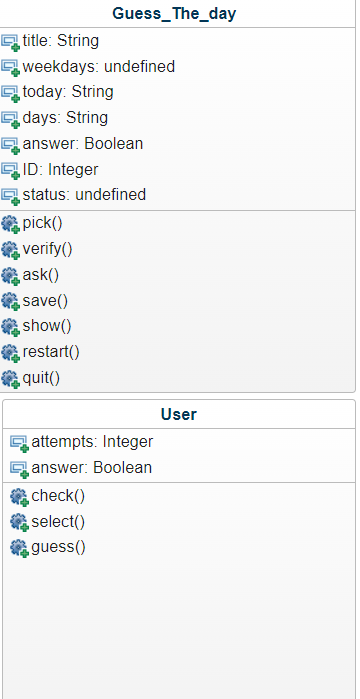 Guess_The_day
title: String
weekdays: undefined
today: String
days: String
answer: Boolean
ID: Integer
status: undefined
pick()
verify()
ask()
save()
show()
restart()
quit()
User
attempts: Integer
answer: Boolean
check()
select()
guess()